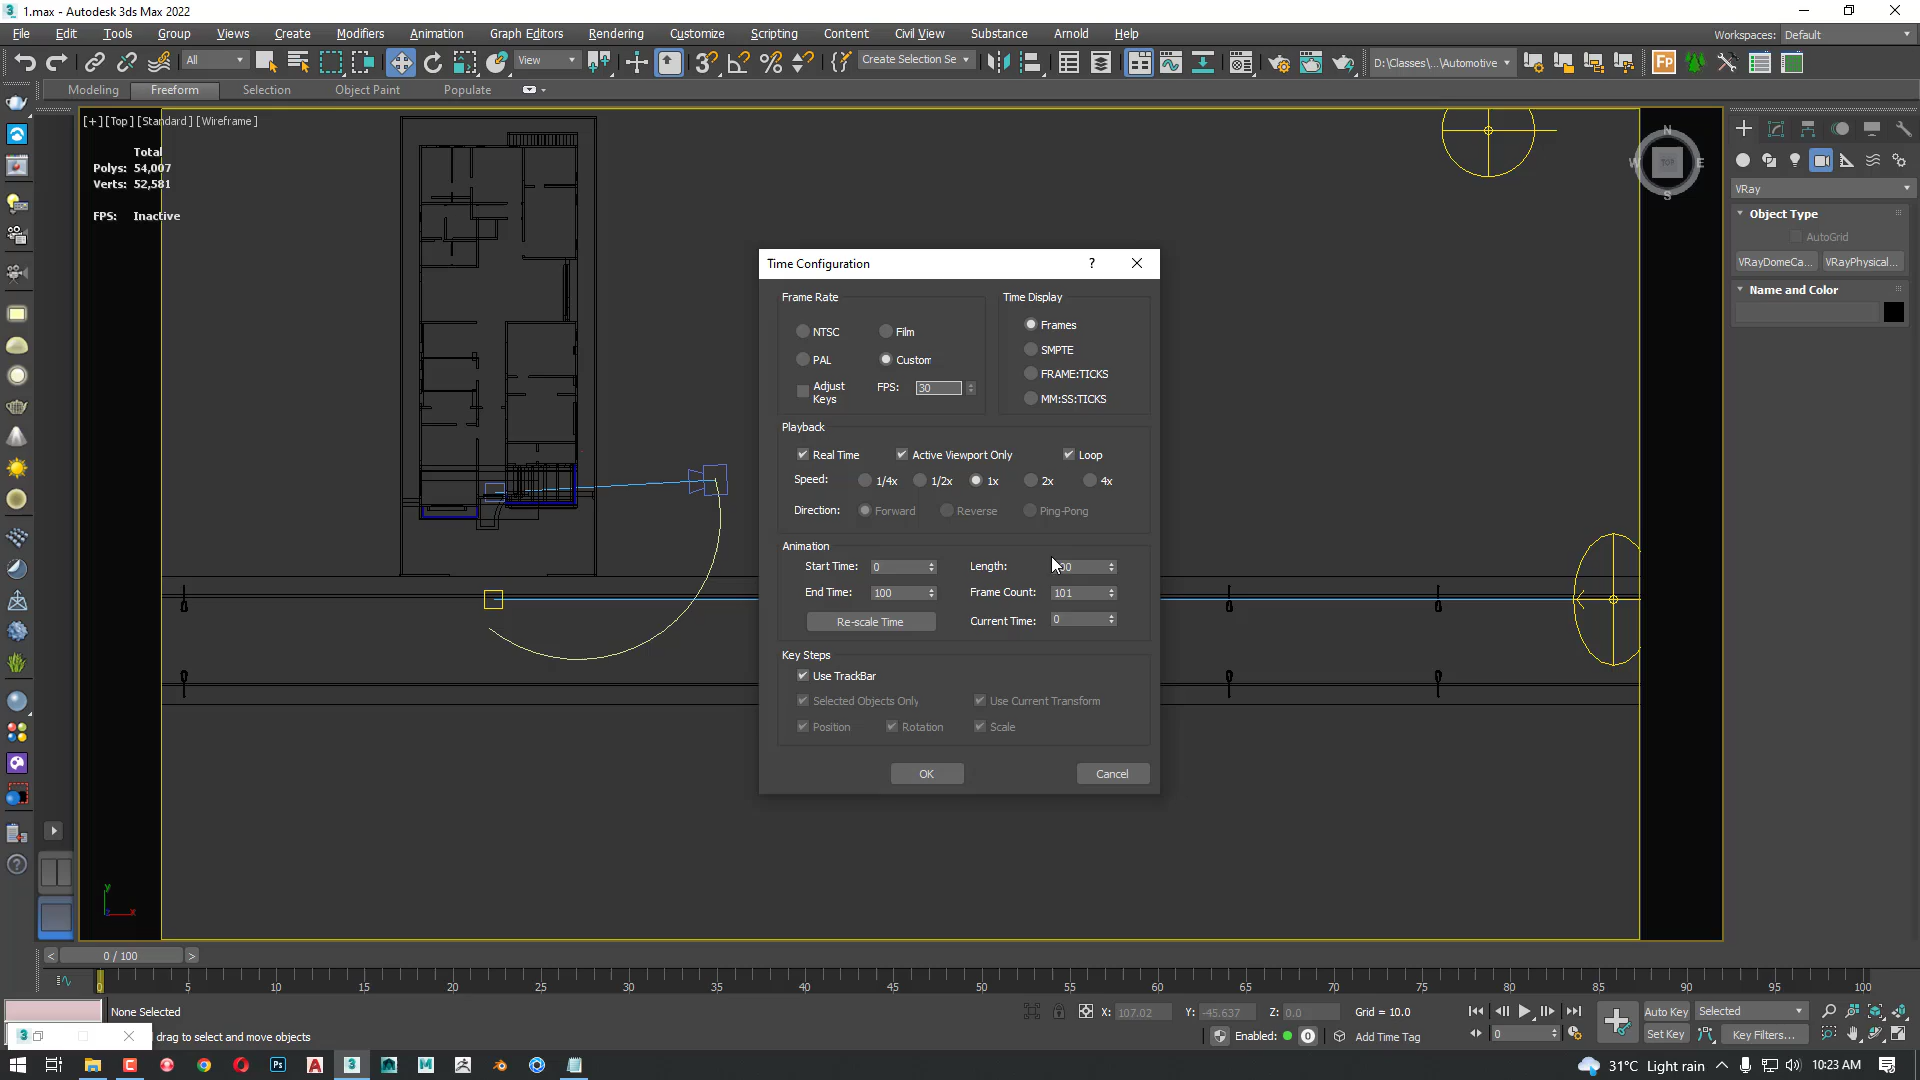 1.max - Autodesk 3ds Max 2022
File Edit Tools Group Views Create Modifiers Animation Graph Editors Rendering Customize Scripting Content Civil View Substance Arnold Help
Workspaces: Default
All View Create Selection Se D:\Classes\...\Automotive
Modeling Freeform Selection Object Paint Populate
[+] [Top] [Standard] [Wireframe]
Total
Polys: 54,007
Verts: 52,581
FPS: Inactive
N
W TOP E
S
VRay
Object Type
AutoGrid
VRayDomeCa... VRayPhysical...
Name and Color
Time Configuration ?
Frame Rate Time Display
NTSC Film
PAL Custom
Adjust Keys FPS: 30
Frames
SMPTE
FRAME:TICKS
MM:SS:TICKS
Playback
Real Time Active Viewport Only Loop
Speed: 1/4x 1/2x 1x 2x 4x
Direction: Forward Reverse Ping-Pong
Animation
Start Time: 0 Length:
End Time: 100 Frame Count: 101
Re-scale Time Current Time: 0
Key Steps
Use TrackBar
Selected Objects Only Use Current Transform
Position Rotation Scale
OK Cancel
y
x
< 0 / 100 >
0 5 10 15 20 25 30 35 40 45 50 55 60 65 70 75 80 85 90 95 100
None Selected X: 107.02 Y: -45.637 Z: 0.0 Grid = 10.0 Auto Key Selected
drag to select and move objects Enabled: 0 Add Time Tag 0 Set Key Key Filters...
31°C Light rain 10:23 AM